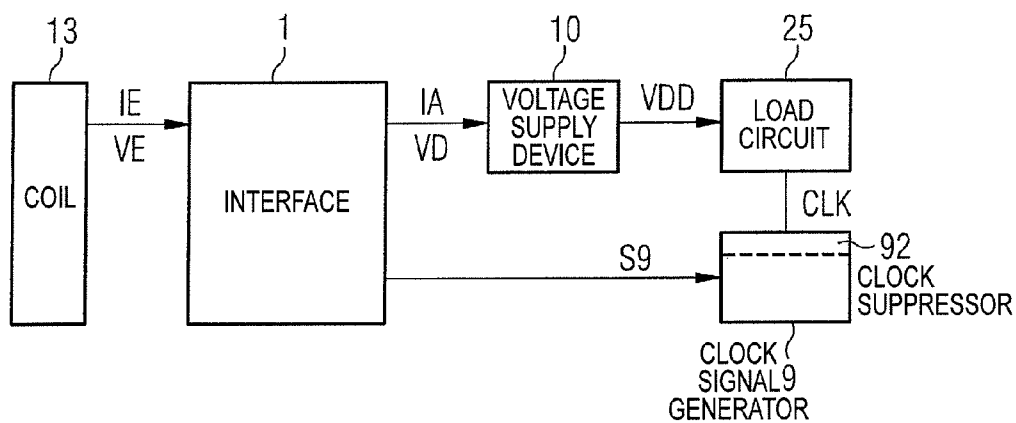 13
1
10
25
IE
VE
IA
VD
VOLTAGE
SUPPLY
DEVICE
VDD
LOAD
CIRCUIT
COIL
INTERFACE
CLK
S9
92
CLOCK
SUPPRESSOR
CLOCK
SIGNAL 9
GENERATOR